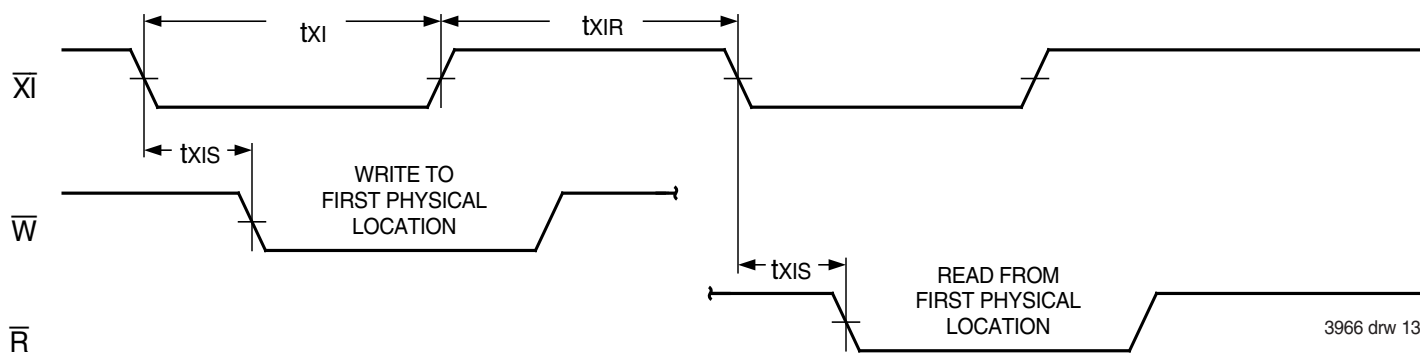 tXI
tXIR
XI
tXIS
WRITE TO
FIRST PHYSICAL
LOCATION
W
tXIS
READ FROM
FIRST PHYSICAL
LOCATION
R
3966 drw 13